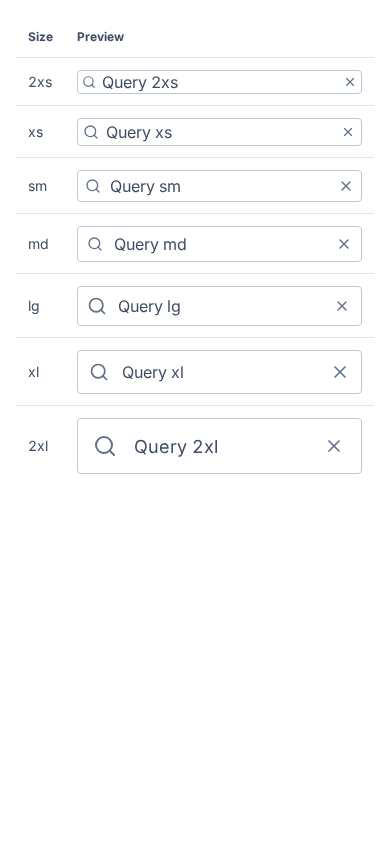 Size Preview
2xs Query 2xs
xs Query xs
sm Query sm
md Query md
lg Query lg
xl Query xl
2xl Query 2xl